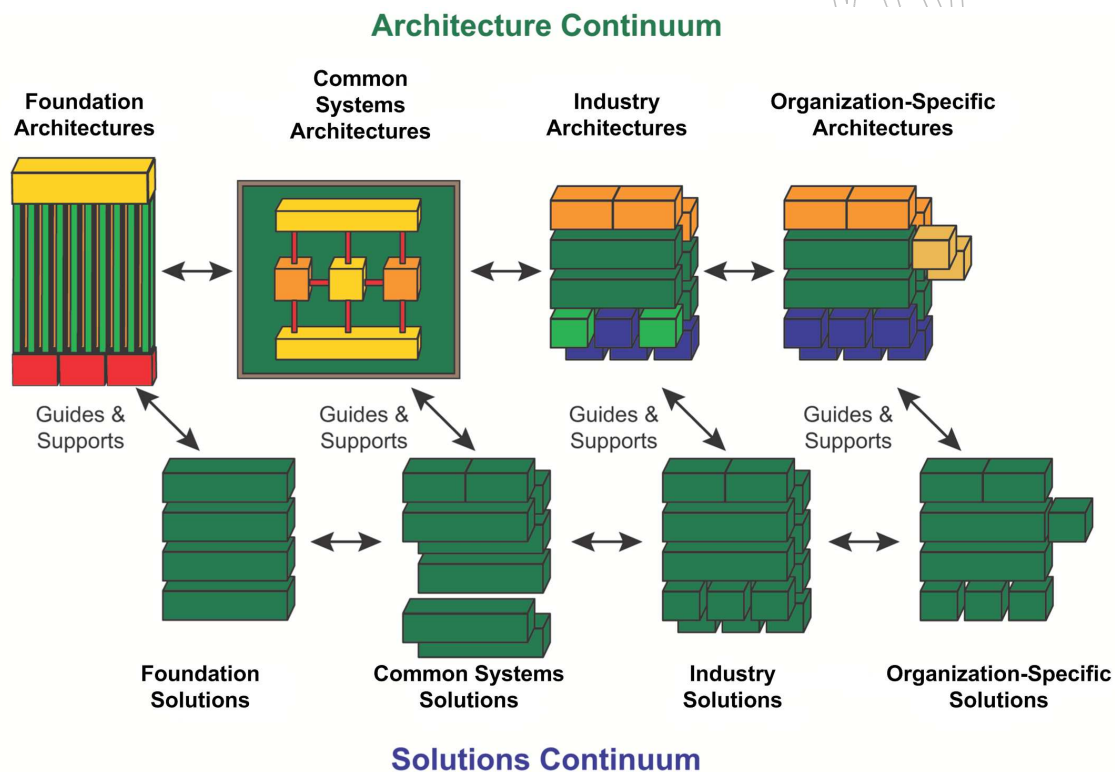 Architecture Continuum
Foundation
Architectures
Common
Systems
Architectures
Industry
Architectures
Organization-Specific
Architectures
Guides &
Supports
Guides &
Supports
Guides &
Supports
Guides &
Supports
Foundation
Solutions
Common Systems
Solutions
Industry
Solutions
Organization-Specific
Solutions
Solutions Continuum